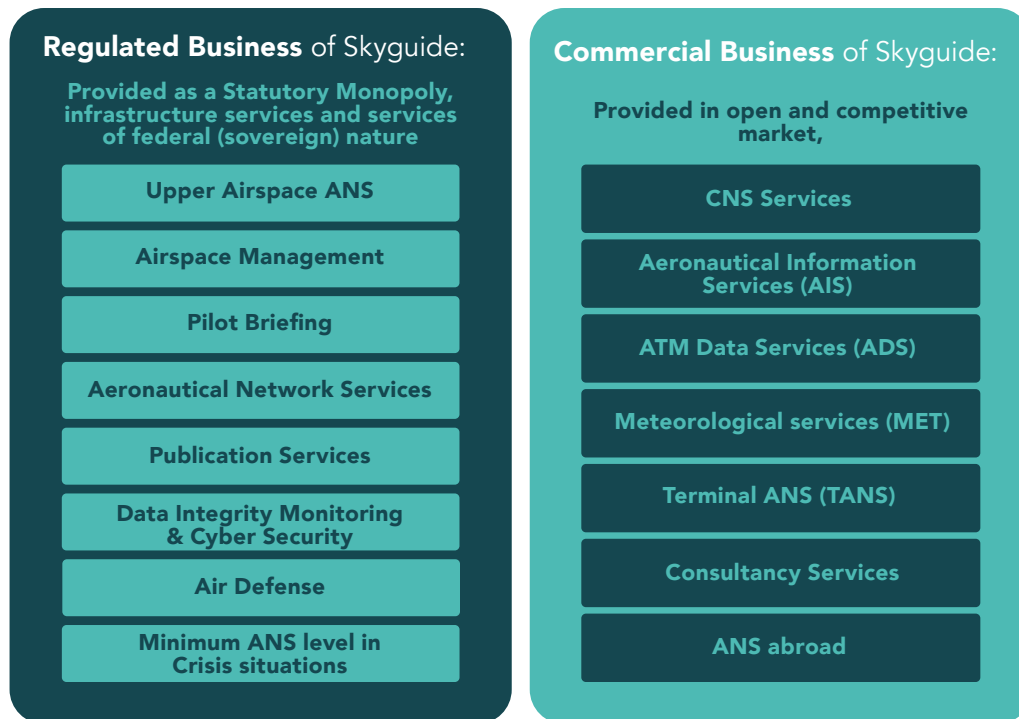 Regulated Business of Skyguide:
Provided as a Statutory Monopoly,
infrastructure services and services
of federal (sovereign) nature
Upper Airspace ANS
Airspace Management
Pilot Briefing
Aeronautical Network Services
Publication Services
Data Integrity Monitoring
& Cyber Security
Air Defense
Minimum ANS level in
Crisis situations
Commercial Business of Skyguide:
Provided in open and competitive
market,
CNS Services
Aeronautical Information
Services (AIS)
ATM Data Services (ADS)
Meteorological services (MET)
Terminal ANS (TANS)
Consultancy Services
ANS abroad